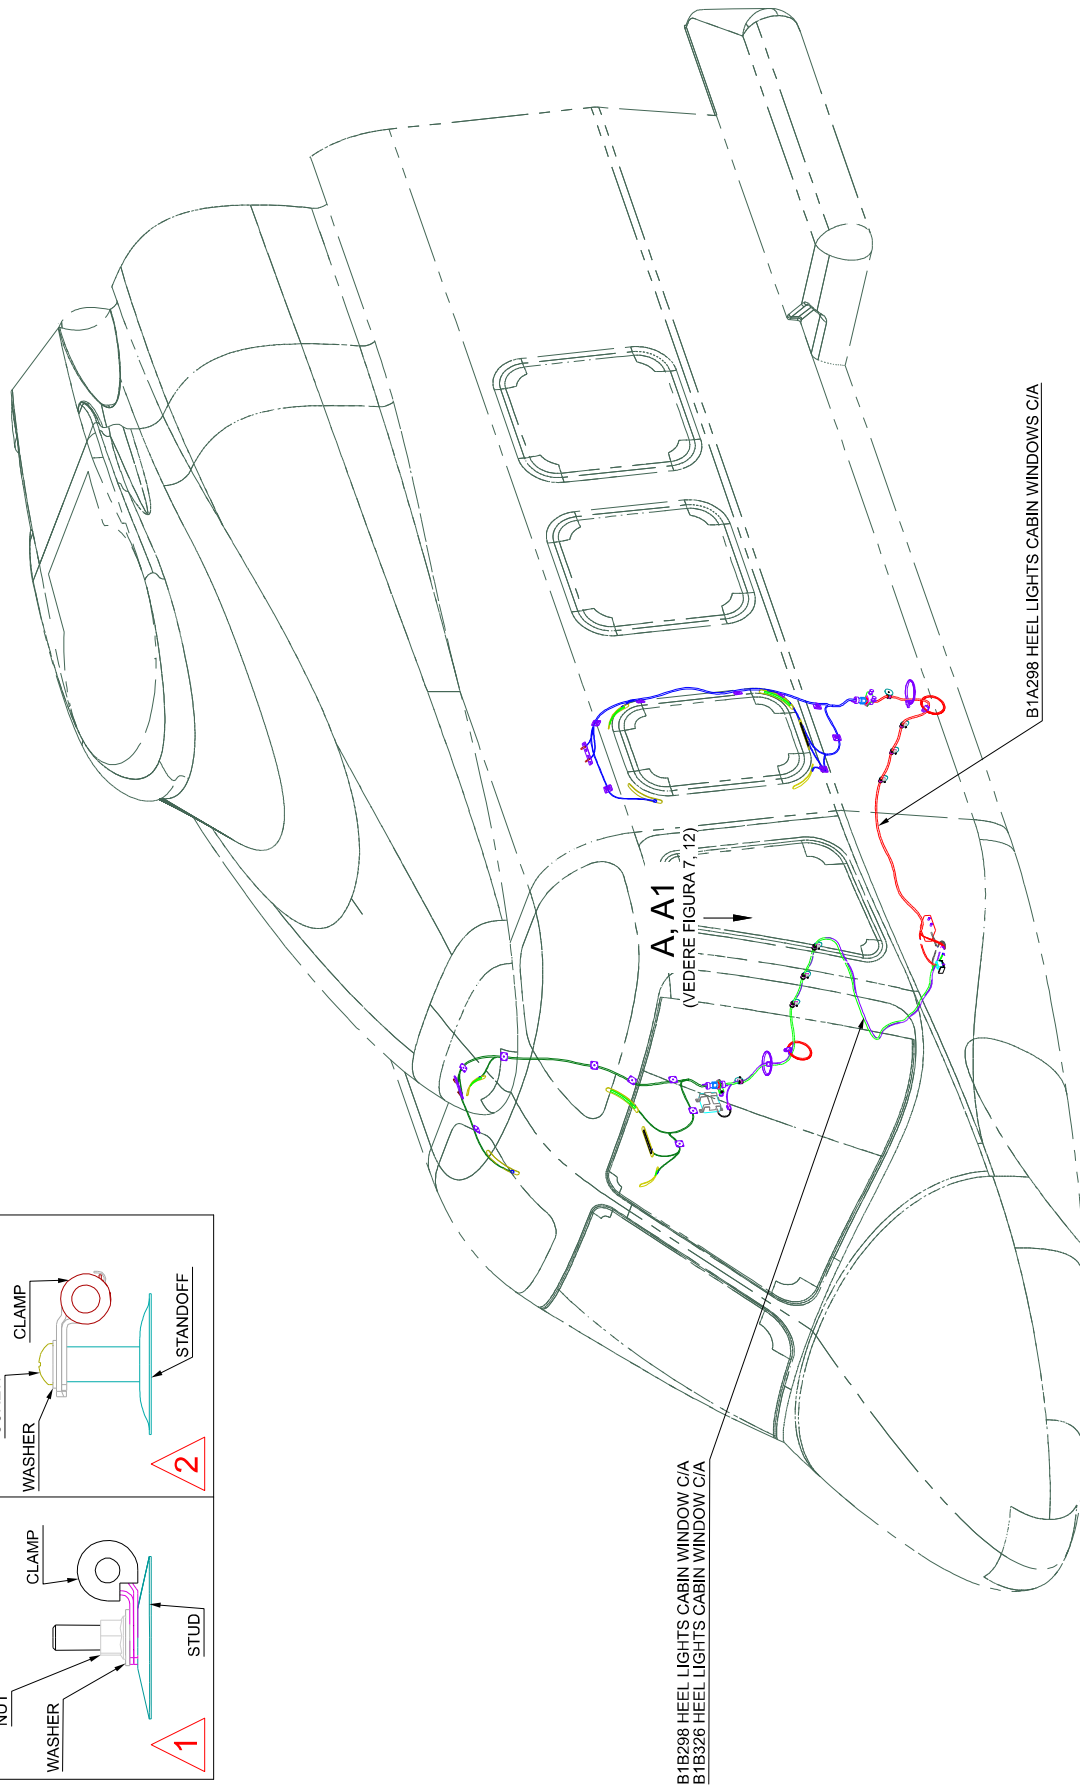 B1A298 HEEL LIGHTS CABIN WINDOWS C/A
A, A1
(VEDERE FIGURA 7, 12)
B1B298 HEEL LIGHTS CABIN WINDOW C/A
B1B326 HEEL LIGHTS CABIN WINDOW C/A
NUT
WASHER
CLAMP
STUD
1
WASHER
CLAMP
STANDOFF
2